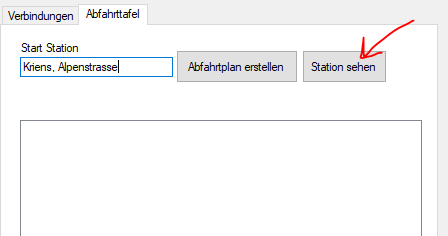 Verbindungen
Abfahrttafel
Start Station
Kriens, Alpenstrasse
Abfahrtplan erstellen
Station sehen